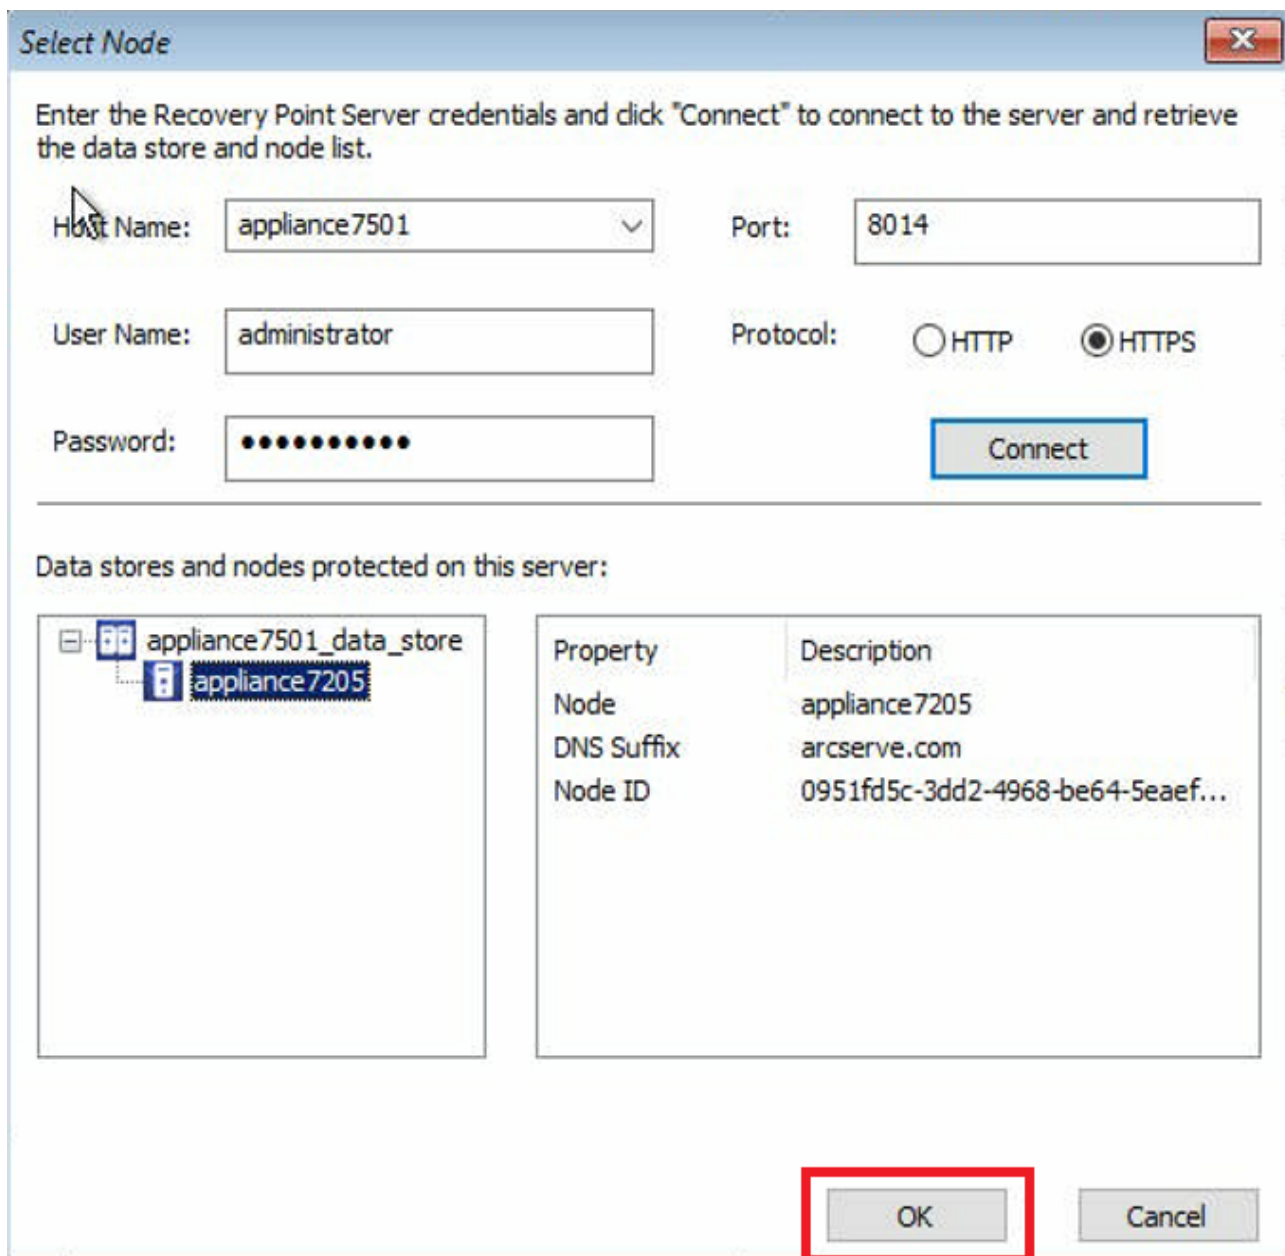 Select Node
Enter the Recovery Point Server credentials and click "Connect" to connect to the server and retrieve
the data store and node list.
Host Name: appliance7501 Port: 8014
User Name: administrator Protocol: HTTP HTTPS
Password: ●●●●●●●●●● Connect
Data stores and nodes protected on this server:
appliance7501_data_store
appliance7205
Property Description
Node appliance7205
DNS Suffix arcserve.com
Node ID 0951fd5c-3dd2-4968-be64-5eaef...
OK Cancel